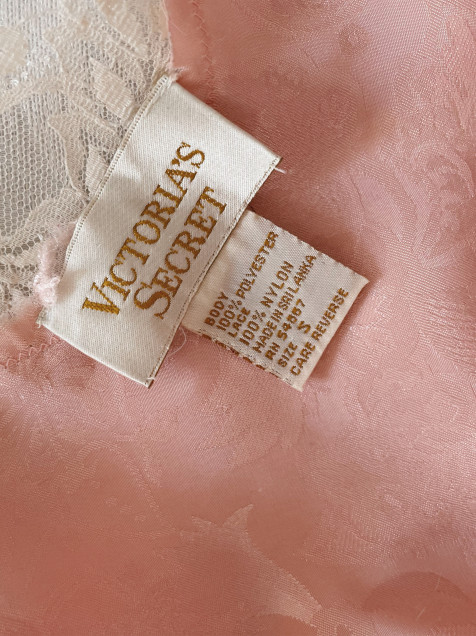 VICTORIA'S
SECRET
BODY
100% POLYESTER
LACE
100% NYLON
MADE IN SRI LANKA
RN 54867
SIZE S
CARE REVERSE